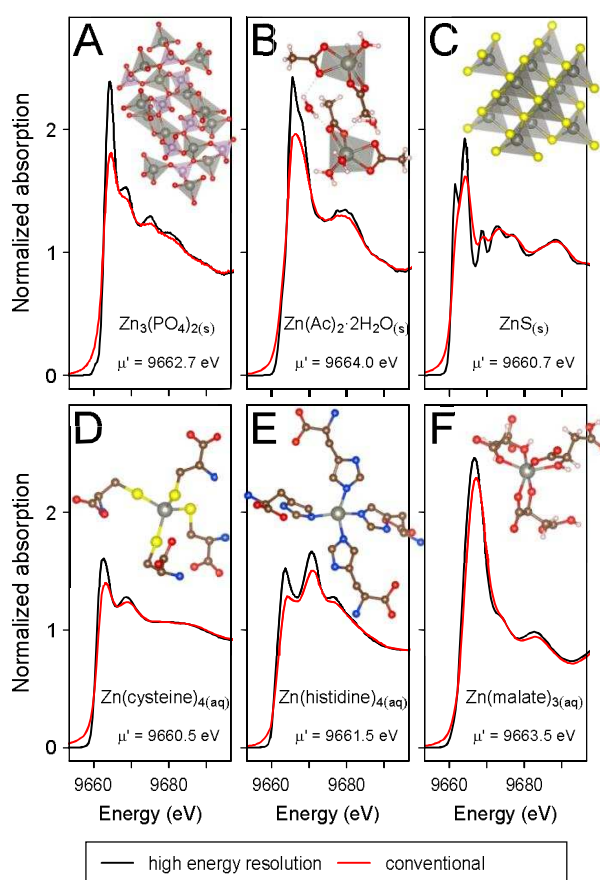 A
B
C
Normalized absorption
2
1
0
Zn₃(PO₄)₂₍ₛ₎
μ' = 9662.7 eV
Zn(Ac)₂·2H₂O₍ₛ₎
μ' = 9664.0 eV
ZnS₍ₛ₎
μ' = 9660.7 eV
D
E
F
Normalized absorption
2
1
0
Zn(cysteine)₄₍aq₎
μ' = 9660.5 eV
Zn(histidine)₄₍aq₎
μ' = 9661.5 eV
Zn(malate)₃₍aq₎
μ' = 9663.5 eV
9660 9680 9660 9680 9660 9680
Energy (eV) Energy (eV) Energy (eV)
high energy resolution conventional